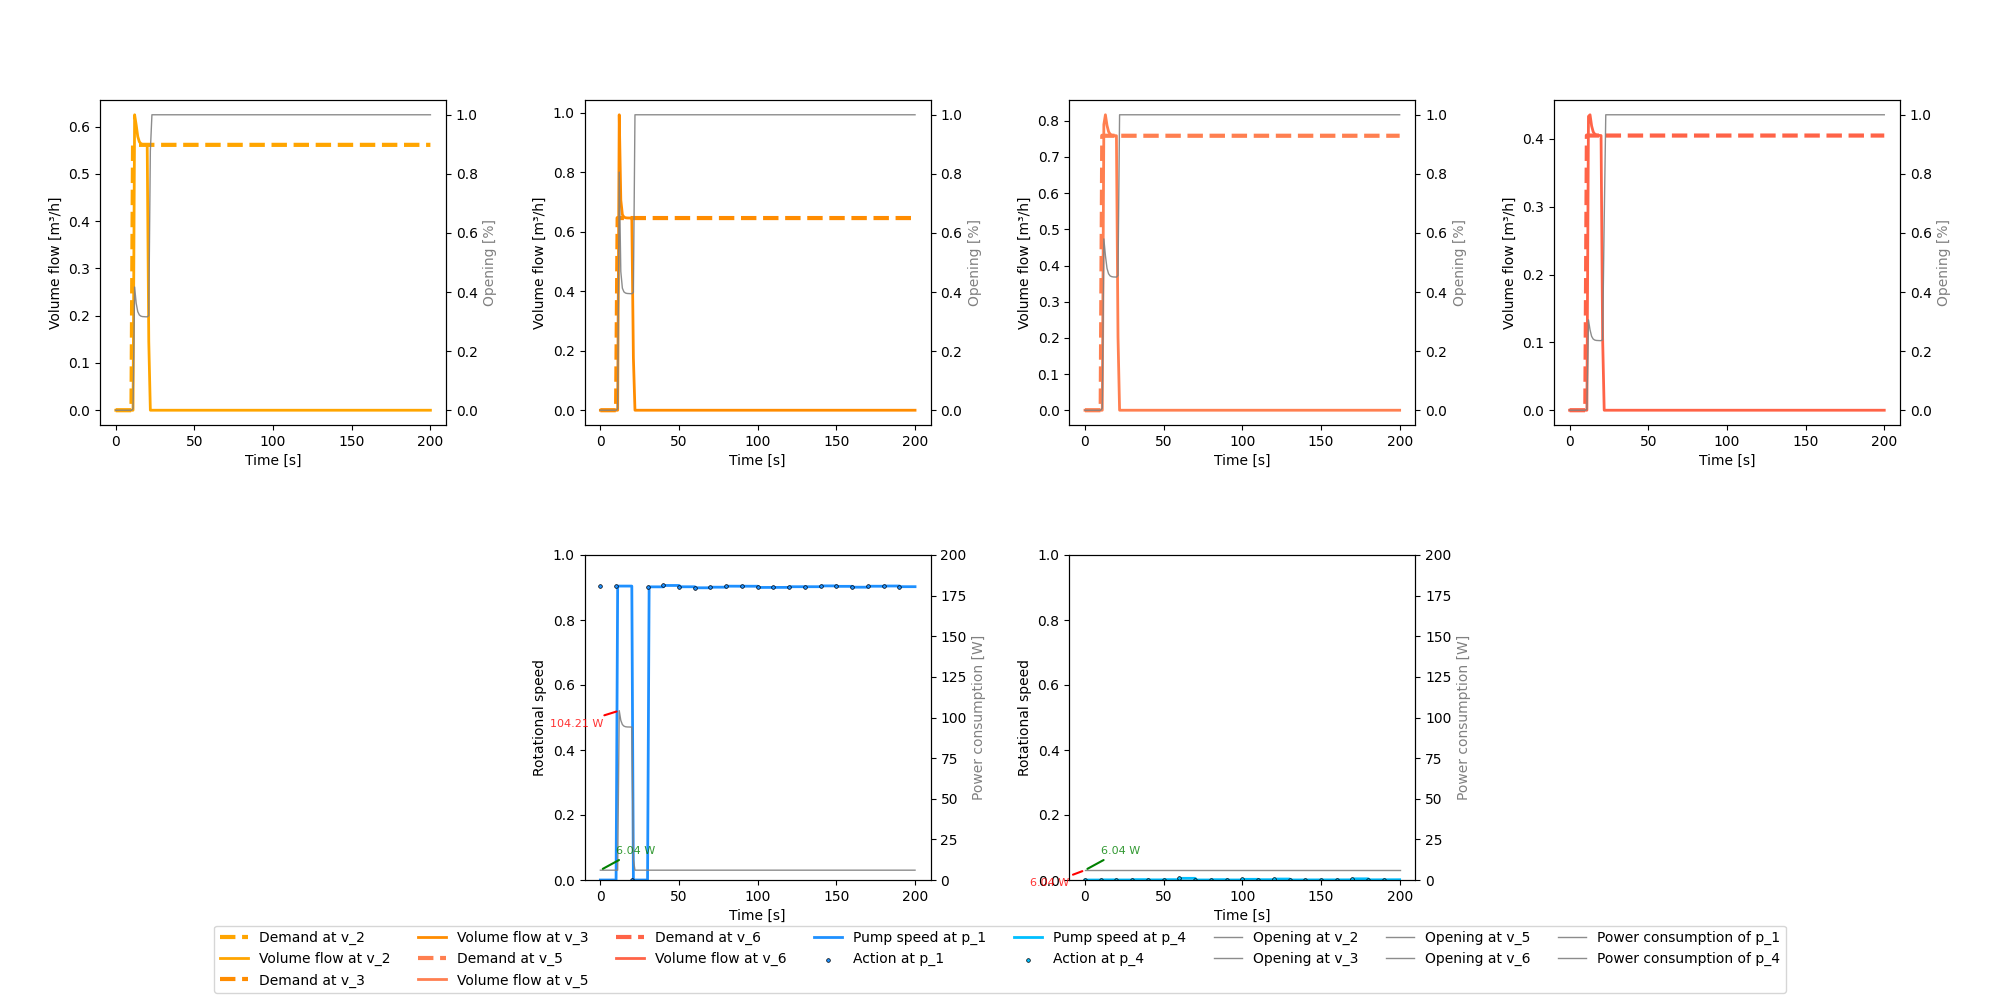 Volume flow [m³/h]
0.0
0.1
0.2
0.3
0.4
0.5
0.6
0 50 100 150 200
Time [s]
0.0
0.2
0.4
0.6
0.8
1.0
Opening [%]
Volume flow [m³/h]
0.0
0.2
0.4
0.6
0.8
1.0
0 50 100 150 200
Time [s]
0.0
0.2
0.4
0.6
0.8
1.0
Opening [%]
Volume flow [m³/h]
0.0
0.1
0.2
0.3
0.4
0.5
0.6
0.7
0.8
0 50 100 150 200
Time [s]
0.0
0.2
0.4
0.6
0.8
1.0
Opening [%]
Volume flow [m³/h]
0.0
0.1
0.2
0.3
0.4
0 50 100 150 200
Time [s]
0.0
0.2
0.4
0.6
0.8
1.0
Opening [%]
Rotational speed
0.0
0.2
0.4
0.6
0.8
1.0
104.21 W
6.04 W
0 50 100 150 200
Time [s]
0
25
50
75
100
125
150
175
200
Power consumption [W]
Rotational speed
0.0
0.2
0.4
0.6
0.8
1.0
6.04 W
6.04 W
0 50 100 150 200
Time [s]
0
25
50
75
100
125
150
175
200
Power consumption [W]
Demand at v_2
Volume flow at v_2
Demand at v_3
Volume flow at v_3
Demand at v_5
Volume flow at v_5
Demand at v_6
Volume flow at v_6
Pump speed at p_1
Action at p_1
Pump speed at p_4
Action at p_4
Opening at v_2
Opening at v_3
Opening at v_5
Opening at v_6
Power consumption of p_1
Power consumption of p_4